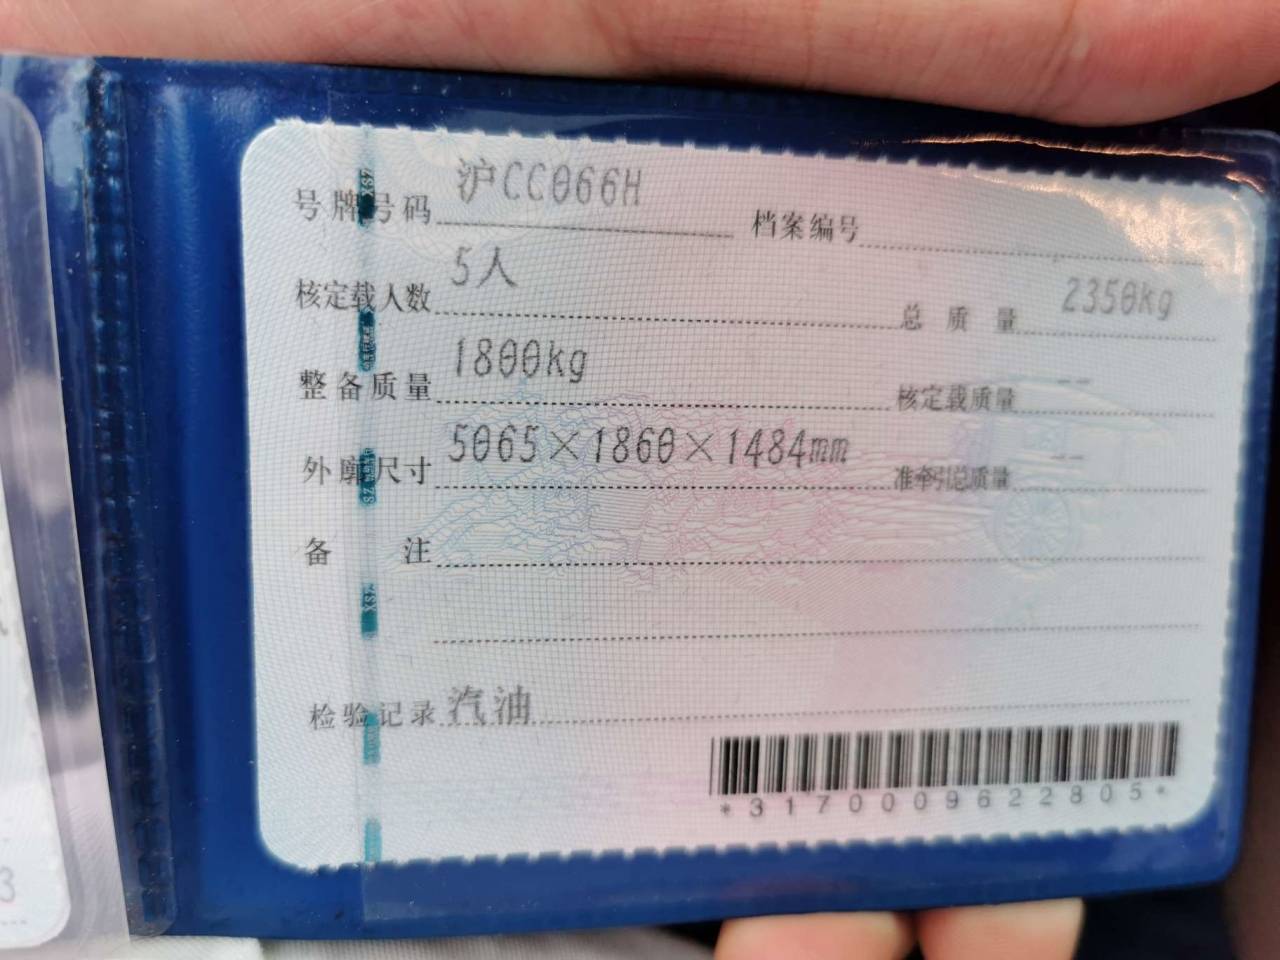 号牌号码 沪CC066H 档案编号
核定载人数 5人 总质量 2350kg
整备质量 1800kg 核定载质量 --
外廓尺寸 5065×1860×1484mm 准牵引总质量 --
备注
检验记录 汽油
*3170009622805*
3